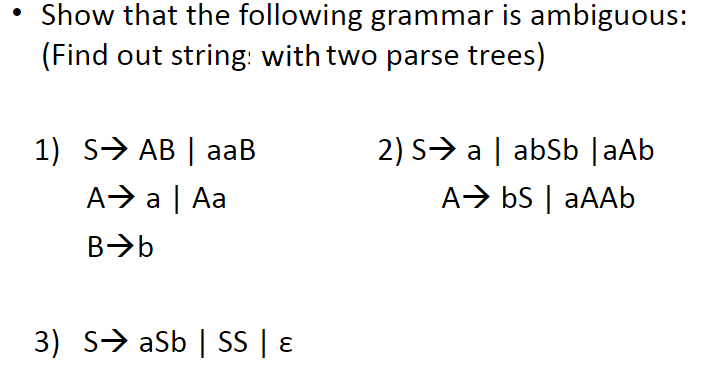 • Show that the following grammar is ambiguous:
(Find out string: with two parse trees)
1) S→ AB | aaB
A→ a | Aa
B→b
2) S→ a | abSb |aAb
A→ bS | aAAb
3) S→ aSb | SS | ε